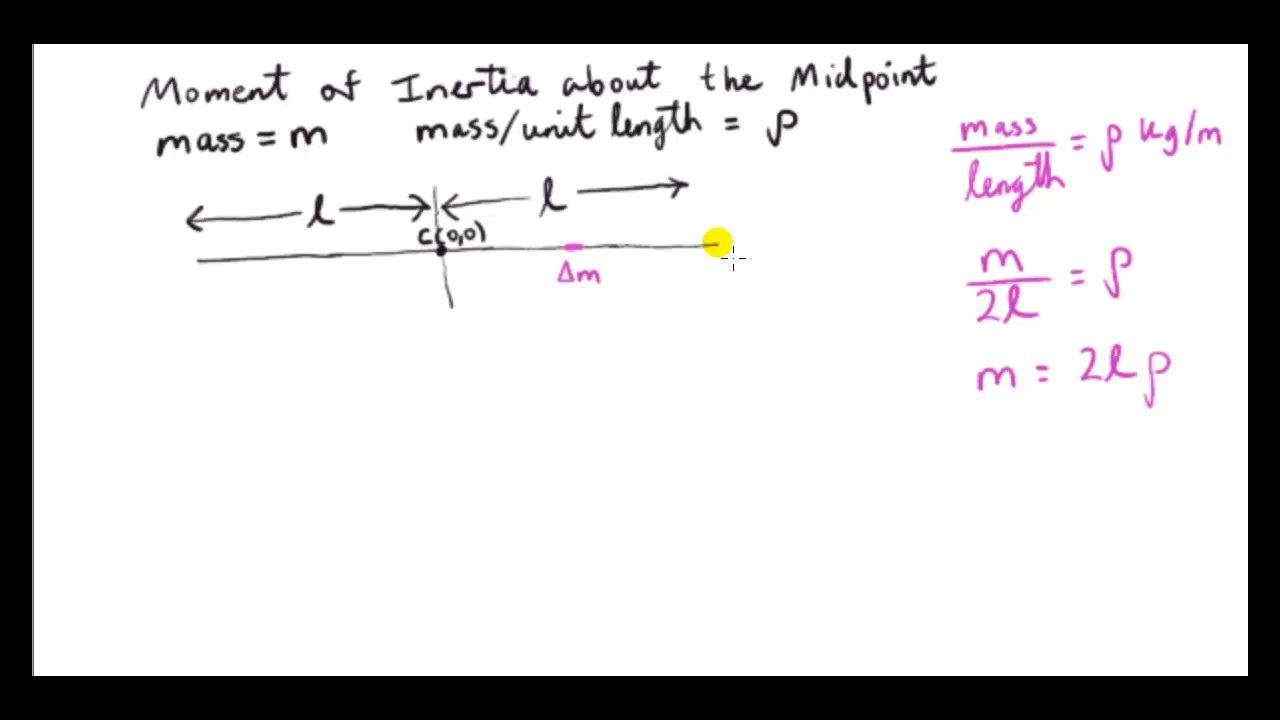 Moment of Inertia about the Midpoint
mass = m mass/unit length = ρ
l l
C(0,0)
Δm
mass/length = ρ kg/m
m/2l = ρ
m = 2lρ